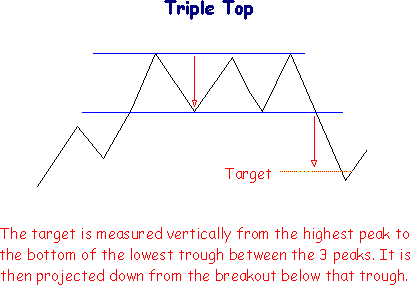 Triple Top
Target
The target is measured vertically from the highest peak to
the bottom of the lowest trough between the 3 peaks. It is
then projected down from the breakout below that trough.